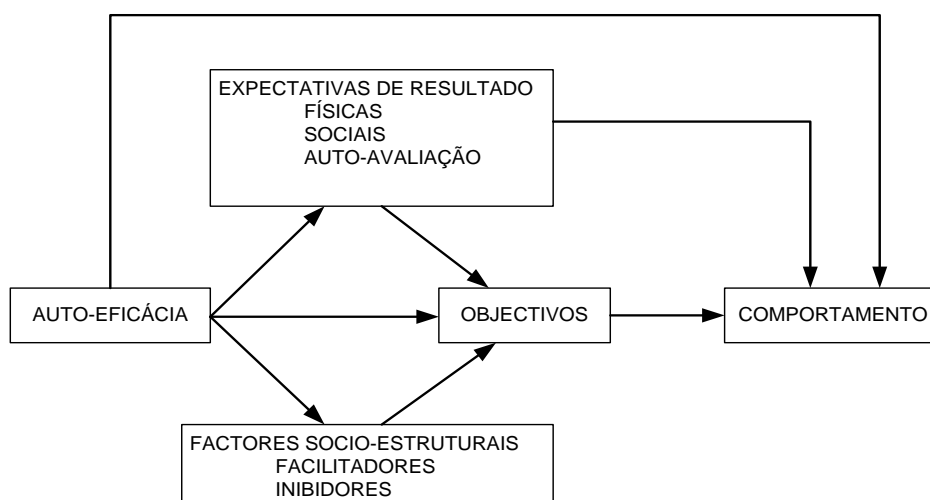 EXPECTATIVAS DE RESULTADO
FÍSICAS
SOCIAIS
AUTO-AVALIAÇÃO
AUTO-EFICÁCIA
OBJECTIVOS
COMPORTAMENTO
FACTORES SOCIO-ESTRUTURAIS
FACILITADORES
INIBIDORES